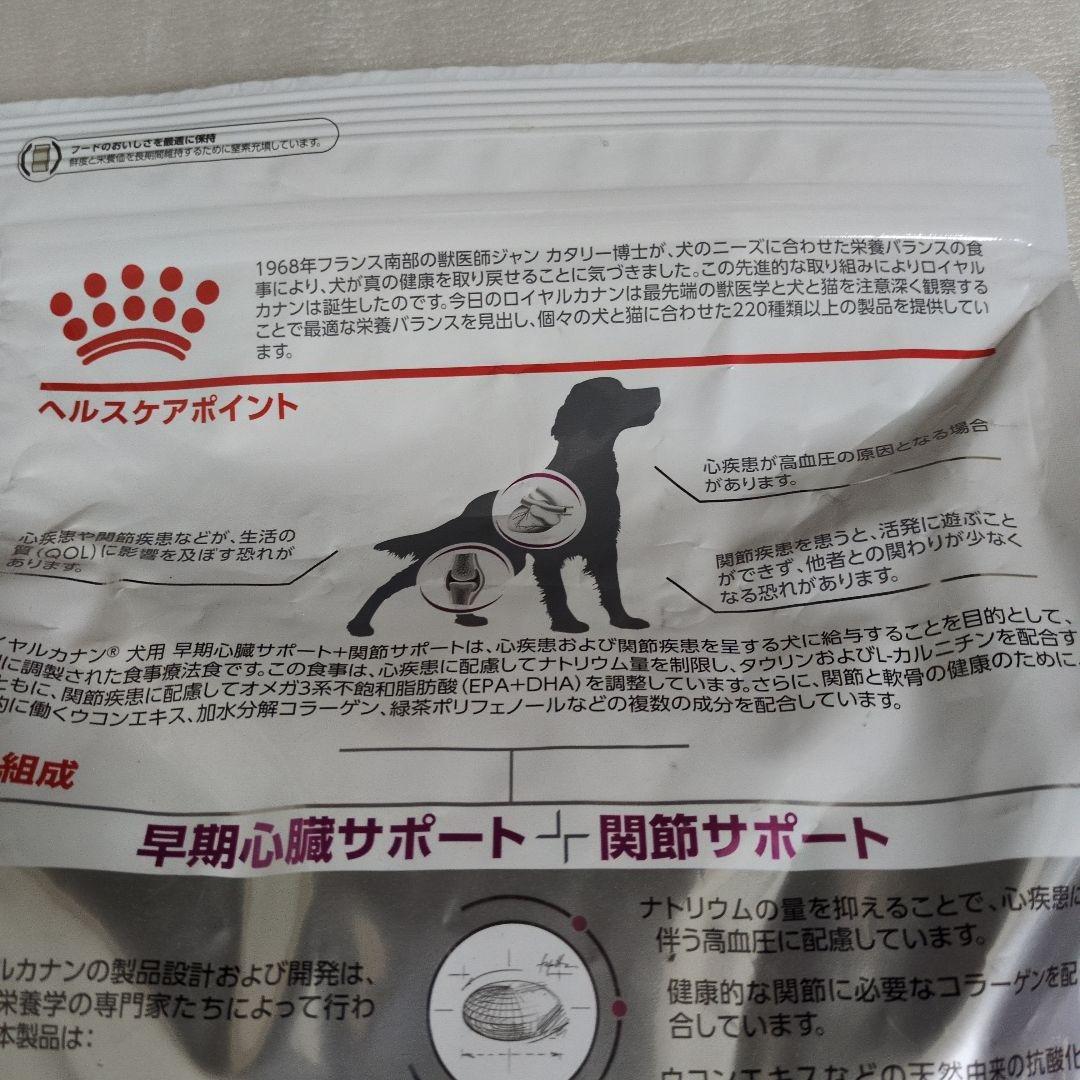 フードのおいしさを最適に保持
鮮度と栄養価を長期間維持するために窒素充填しています。
1968年フランス南部の獣医師ジャン カタリー博士が、犬のニーズに合わせた栄養バランスの食
事により、犬が真の健康を取り戻せることに気づきました。この先進的な取り組みによりロイヤル
カナンは誕生したのです。今日のロイヤルカナンは最先端の獣医学と犬と猫を注意深く観察する
ことで最適な栄養バランスを見出し、個々の犬と猫に合わせた220種類以上の製品を提供してい
ます。
ヘルスケアポイント
心疾患が高血圧の原因となる場合
があります。
心疾患や関節疾患などが、生活の
質(QOL)に影響を及ぼす恐れが
あります。
関節疾患を患うと、活発に遊ぶこと
ができず、他者との関わりが少なく
なる恐れがあります。
イヤルカナン® 犬用 早期心臓サポート+関節サポートは、心疾患および関節疾患を呈する犬に給与することを目的として、
に調製された食事療法食です。この食事は、心疾患に配慮してナトリウム量を制限し、タウリンおよびL-カルニチンを配合す
ともに、関節疾患に配慮してオメガ3系不飽和脂肪酸(EPA+DHA)を調整しています。さらに、関節と軟骨の健康のために
的に働くウコンエキス、加水分解コラーゲン、緑茶ポリフェノールなどの複数の成分を配合しています。
組成
早期心臓サポート+関節サポート
ナトリウムの量を抑えることで、心疾患に
伴う高血圧に配慮しています。
健康的な関節に必要なコラーゲンを配
合しています。
ウコンエキスなどの天然由来の抗酸化
ルカナンの製品設計および開発は、
栄養学の専門家たちによって行わ
本製品は: